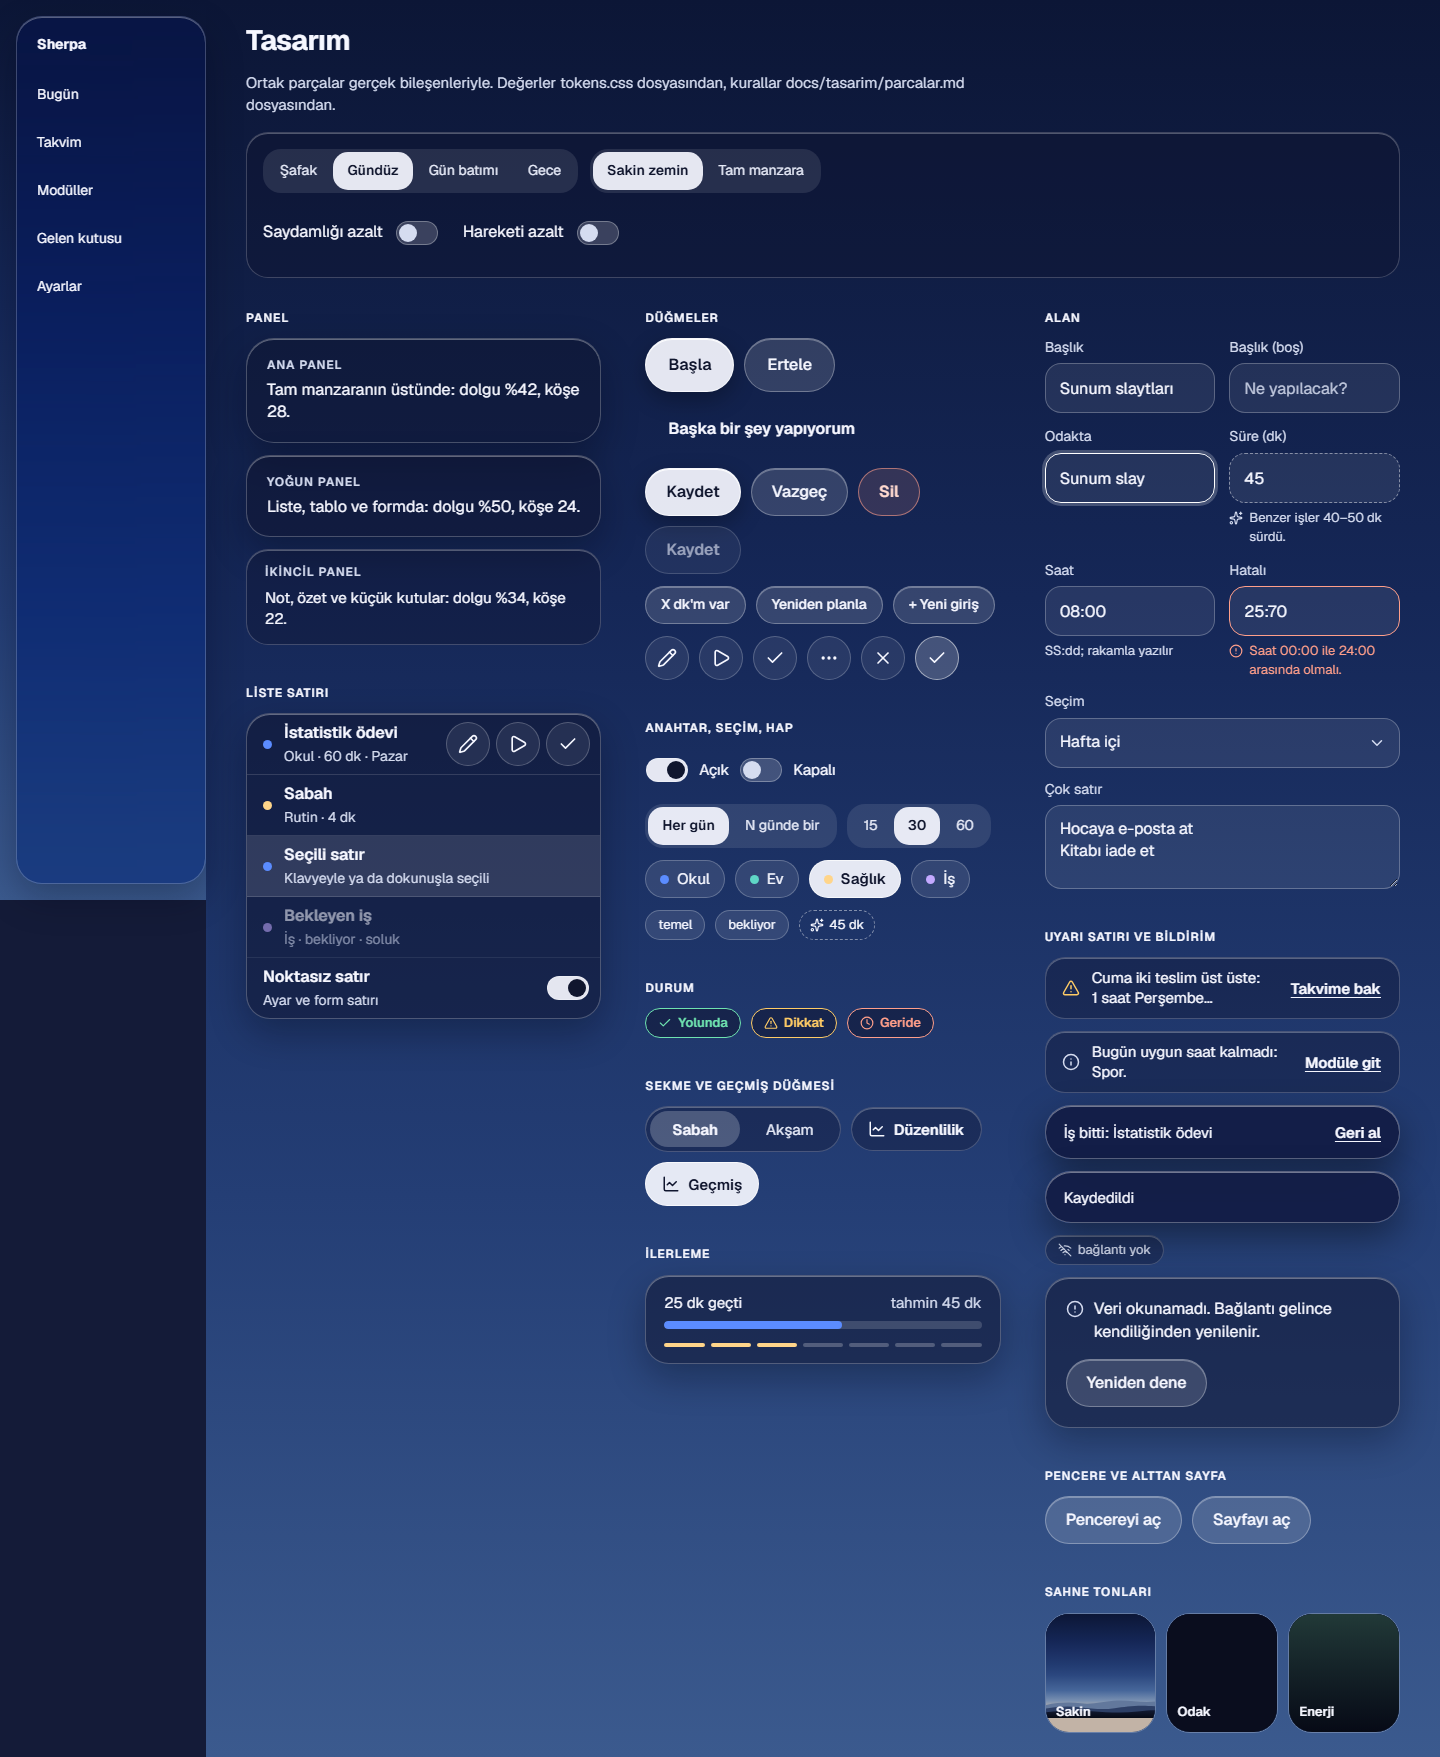 Sherpa
Bugün
Takvim
Modüller
Gelen kutusu
Ayarlar
Tasarım
Ortak parçalar gerçek bileşenleriyle. Değerler tokens.css dosyasından, kurallar docs/tasarim/parcalar.md
dosyasından.
Şafak Gündüz Gün batımı Gece Sakin zemin Tam manzara
Saydamlığı azalt Hareketi azalt
PANEL
ANA PANEL
Tam manzaranın üstünde: dolgu %42, köşe
28.
YOĞUN PANEL
Liste, tablo ve formda: dolgu %50, köşe 24.
İKİNCİL PANEL
Not, özet ve küçük kutular: dolgu %34, köşe
22.
LİSTE SATIRI
İstatistik ödevi
Okul · 60 dk · Pazar
Sabah
Rutin · 4 dk
Seçili satır
Klavyeyle ya da dokunuşla seçili
Bekleyen iş
İş · bekliyor · soluk
Noktasız satır
Ayar ve form satırı
DÜĞMELER
Başla Ertele
Başka bir şey yapıyorum
Kaydet Vazgeç Sil
Kaydet
X dk'm var Yeniden planla + Yeni giriş
ANAHTAR, SEÇİM, HAP
Açık Kapalı
Her gün N günde bir 15 30 60
Okul Ev Sağlık İş
temel bekliyor 45 dk
DURUM
Yolunda Dikkat Geride
SEKME VE GEÇMİŞ DÜĞMESİ
Sabah Akşam Düzenlilik
Geçmiş
İLERLEME
25 dk geçti tahmin 45 dk
ALAN
Başlık Başlık (boş)
Sunum slaytları Ne yapılacak?
Odakta Süre (dk)
Sunum slay 45
Benzer işler 40–50 dk
sürdü.
Saat Hatalı
08:00 25:70
SS:dd; rakamla yazılır Saat 00:00 ile 24:00
arasında olmalı.
Seçim
Hafta içi
Çok satır
Hocaya e-posta at
Kitabı iade et
UYARI SATIRI VE BİLDİRİM
Cuma iki teslim üst üste:
1 saat Perşembe… Takvime bak
Bugün uygun saat kalmadı:
Spor. Modüle git
İş bitti: İstatistik ödevi Geri al
Kaydedildi
bağlantı yok
Veri okunamadı. Bağlantı gelince
kendiliğinden yenilenir.
Yeniden dene
PENCERE VE ALTTAN SAYFA
Pencereyi aç Sayfayı aç
SAHNE TONLARI
Sakin Odak Enerji